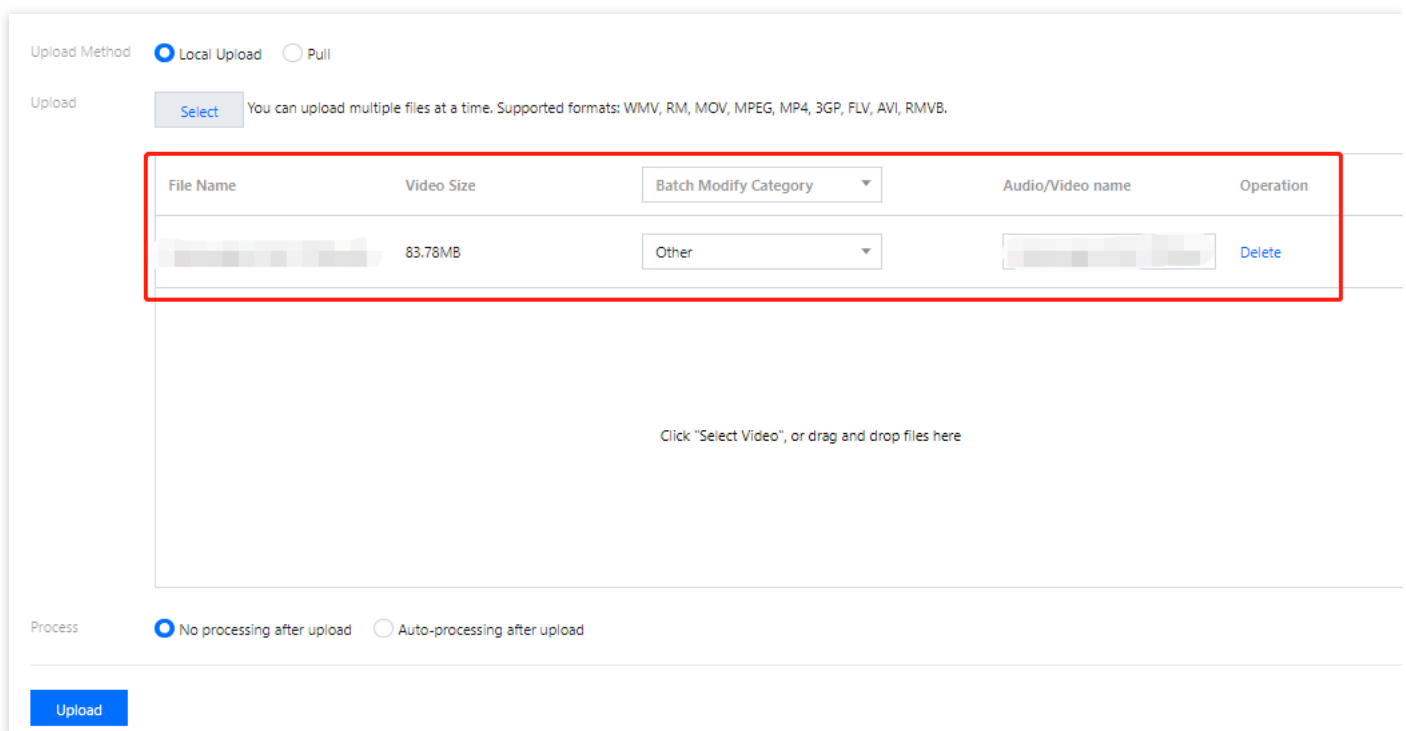 Upload Method Local Upload Pull
Upload Select You can upload multiple files at a time. Supported formats: WMV, RM, MOV, MPEG, MP4, 3GP, FLV, AVI, RMVB.
File Name Video Size Batch Modify Category Audio/Video name Operation
83.78MB Other Delete
Click "Select Video", or drag and drop files here
Process No processing after upload Auto-processing after upload
Upload